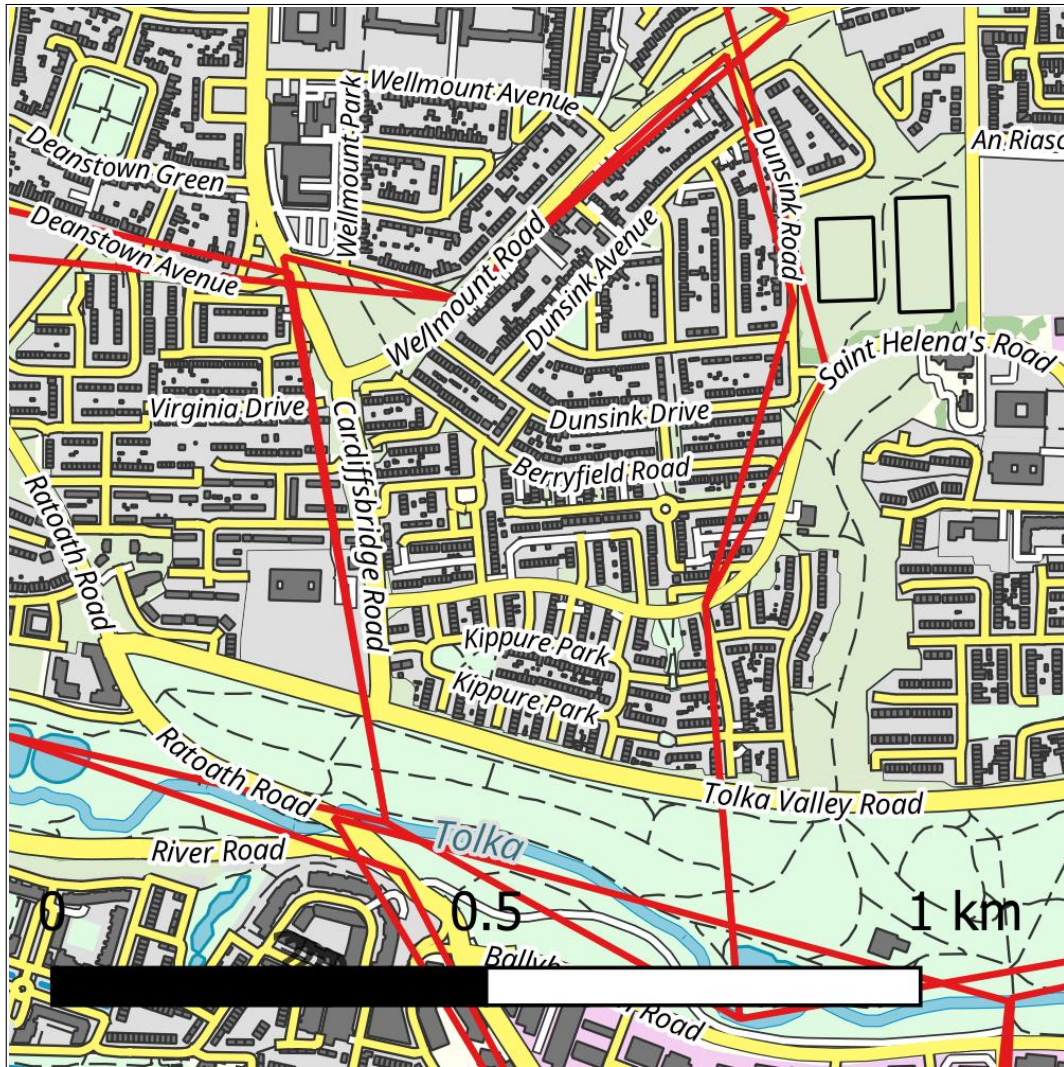 Wellmount Avenue
Wellmount Park
Deanstown Green
Dunsink Road
An Riasc
Deanstown Avenue
Wellmount Road
Dunsink Avenue
Saint Helena's Road
Virginia Drive
Cardiffsbridge Road
Dunsink Drive
Berryfield Road
Ratoath Road
Kippure Park
Kippure Park
Ratoath Road
Tolka Valley Road
River Road
Tolka
0
0.5
1 km
Road